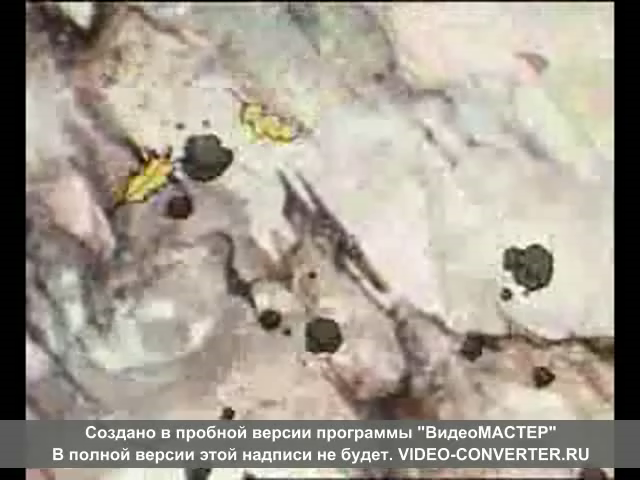 Создано в пробной версии программы "ВидеоМАСТЕР"
В полной версии этой надписи не будет. VIDEO-CONVERTER.RU